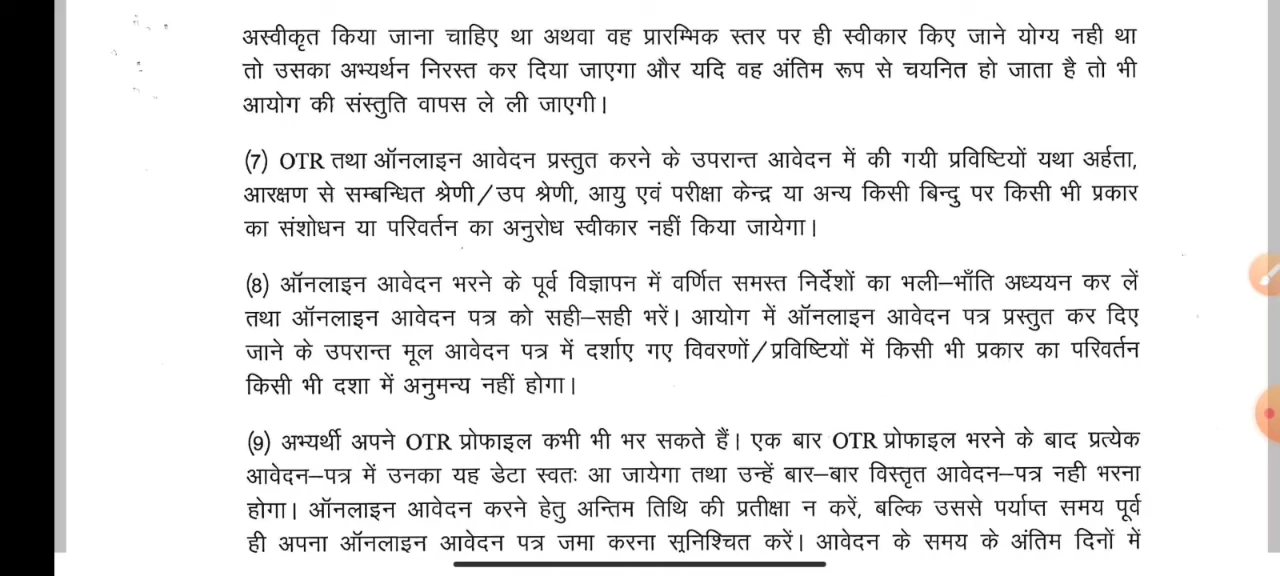 अस्वीकृत किया जाना चाहिए था अथवा वह प्रारम्भिक स्तर पर ही स्वीकार किए जाने योग्य नही था
तो उसका अभ्यर्थन निरस्त कर दिया जाएगा और यदि वह अंतिम रूप से चयनित हो जाता है तो भी
आयोग की संस्तुति वापस ले ली जाएगी।
(7) OTR तथा ऑनलाइन आवेदन प्रस्तुत करने के उपरान्त आवेदन में की गयी प्रविष्टियों यथा अर्हता,
आरक्षण से सम्बन्धित श्रेणी/उप श्रेणी, आयु एवं परीक्षा केन्द्र या अन्य किसी बिन्दु पर किसी भी प्रकार
का संशोधन या परिवर्तन का अनुरोध स्वीकार नहीं किया जायेगा।
(8) ऑनलाइन आवेदन भरने के पूर्व विज्ञापन में वर्णित समस्त निर्देशों का भली–भाँति अध्ययन कर लें
तथा ऑनलाइन आवेदन पत्र को सही–सही भरें। आयोग में ऑनलाइन आवेदन पत्र प्रस्तुत कर दिए
जाने के उपरान्त मूल आवेदन पत्र में दर्शाए गए विवरणों/प्रविष्टियों में किसी भी प्रकार का परिवर्तन
किसी भी दशा में अनुमन्य नहीं होगा।
(9) अभ्यर्थी अपने OTR प्रोफाइल कभी भी भर सकते हैं। एक बार OTR प्रोफाइल भरने के बाद प्रत्येक
आवेदन–पत्र में उनका यह डेटा स्वतः आ जायेगा तथा उन्हें बार–बार विस्तृत आवेदन–पत्र नही भरना
होगा। ऑनलाइन आवेदन करने हेतु अन्तिम तिथि की प्रतीक्षा न करें, बल्कि उससे पर्याप्त समय पूर्व
ही अपना ऑनलाइन आवेदन पत्र जमा करना सुनिश्चित करें। आवेदन के समय के अंतिम दिनों में